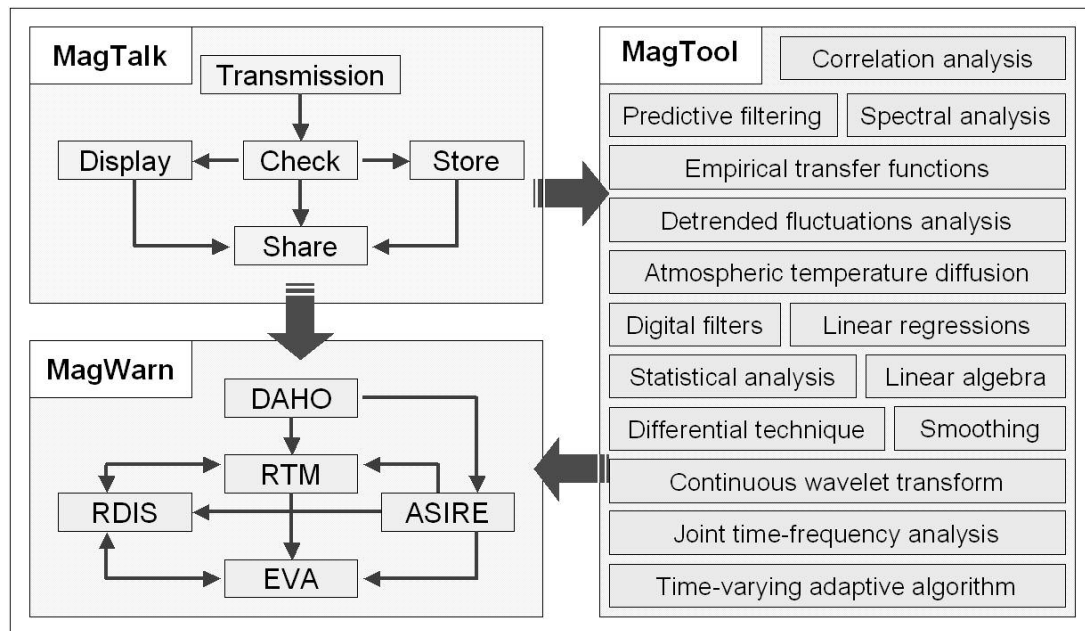 MagTalk
Transmission
Display
Check
Store
Share
MagWarn
DAHO
RTM
RDIS
ASIRE
EVA
MagTool
Correlation analysis
Predictive filtering
Spectral analysis
Empirical transfer functions
Detrended fluctuations analysis
Atmospheric temperature diffusion
Digital filters
Linear regressions
Statistical analysis
Linear algebra
Differential technique
Smoothing
Continuous wavelet transform
Joint time-frequency analysis
Time-varying adaptive algorithm